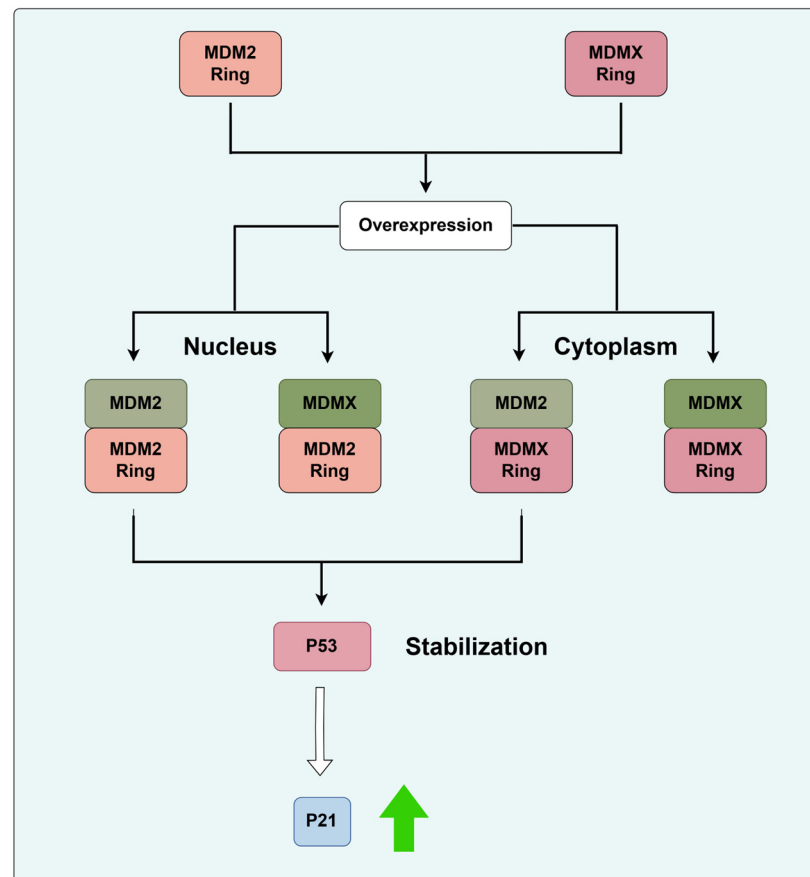 MDM2
Ring
MDMX
Ring
Overexpression
Nucleus
Cytoplasm
MDM2
MDM2
Ring
MDMX
MDM2
Ring
MDM2
MDMX
Ring
MDMX
MDMX
Ring
P53
Stabilization
P21